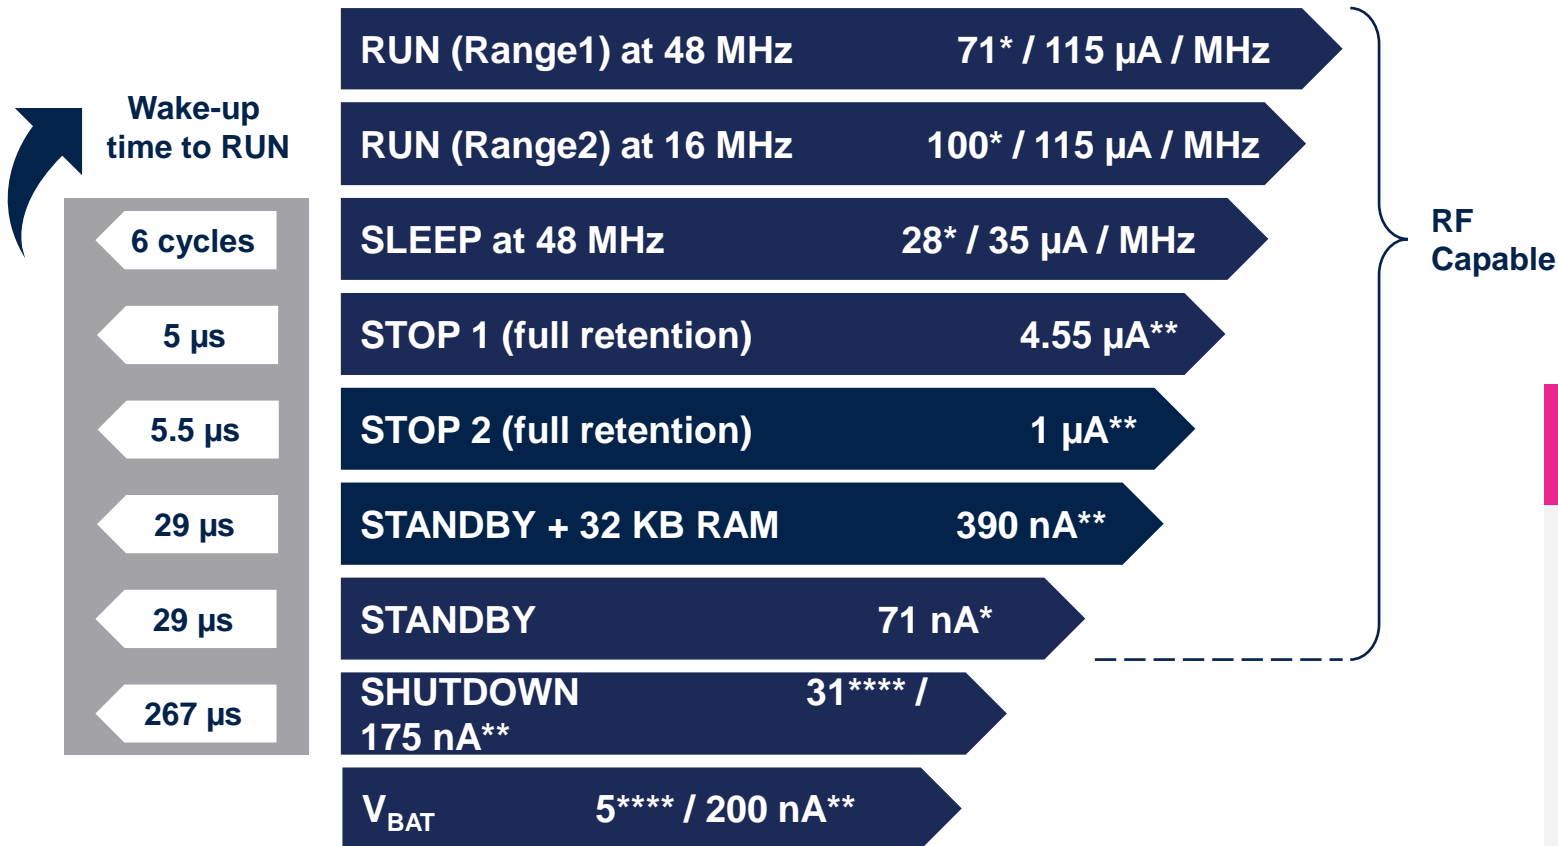 RUN (Range1) at 48 MHz 71* / 115 µA / MHz
Wake-up
time to RUN
RUN (Range2) at 16 MHz 100* / 115 µA / MHz
6 cycles
SLEEP at 48 MHz 28* / 35 µA / MHz
RF
Capable
5 µs
STOP 1 (full retention) 4.55 µA**
5.5 µs
STOP 2 (full retention) 1 µA**
29 µs
STANDBY + 32 KB RAM 390 nA**
29 µs
STANDBY 71 nA*
267 µs
SHUTDOWN 31**** /
175 nA**
VBAT 5**** / 200 nA**